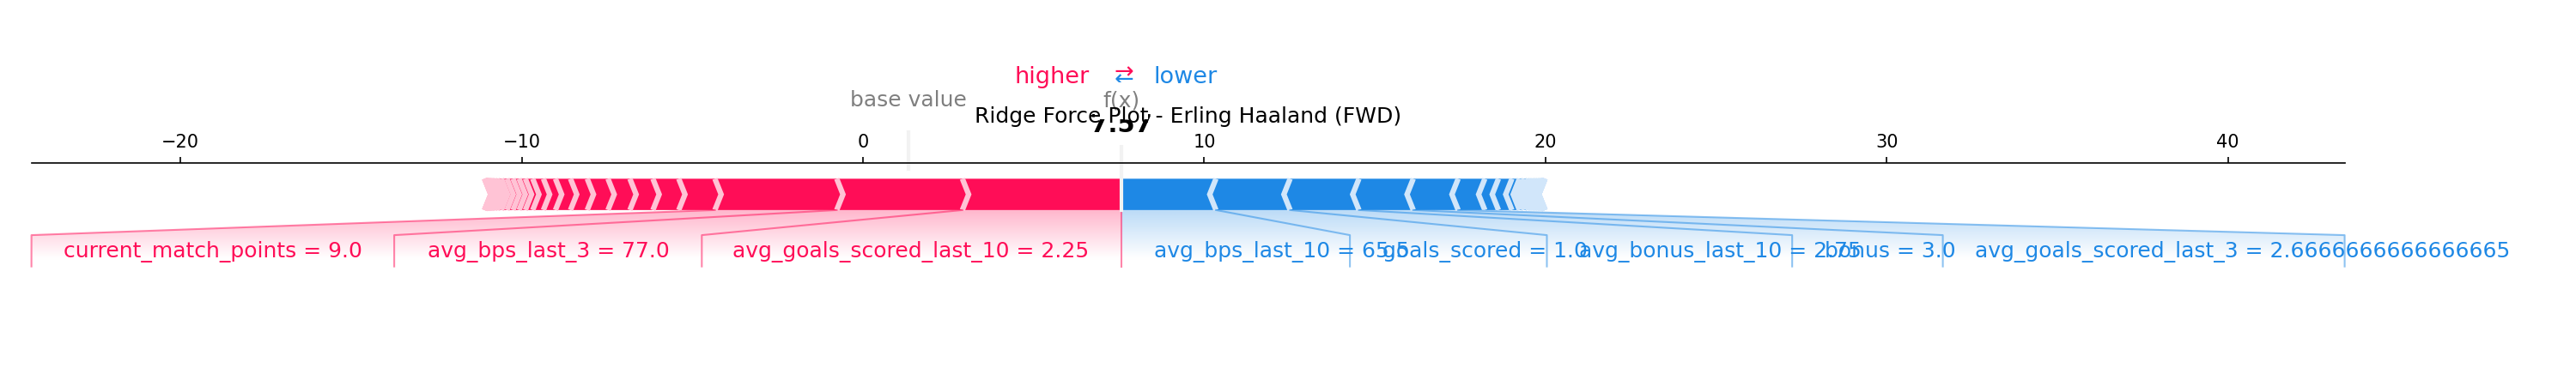 higher ⇄ lower
base value
f(x)
Ridge Force Plot - Erling Haaland (FWD)
7.57
−20 −10 0 10 20 30 40
current_match_points = 9.0 avg_bps_last_3 = 77.0 avg_goals_scored_last_10 = 2.25 avg_bps_last_10 = 65.5 goals_scored = 1.0 avg_bonus_last_10 = 2.75 bonus = 3.0 avg_goals_scored_last_3 = 2.6666666666666665